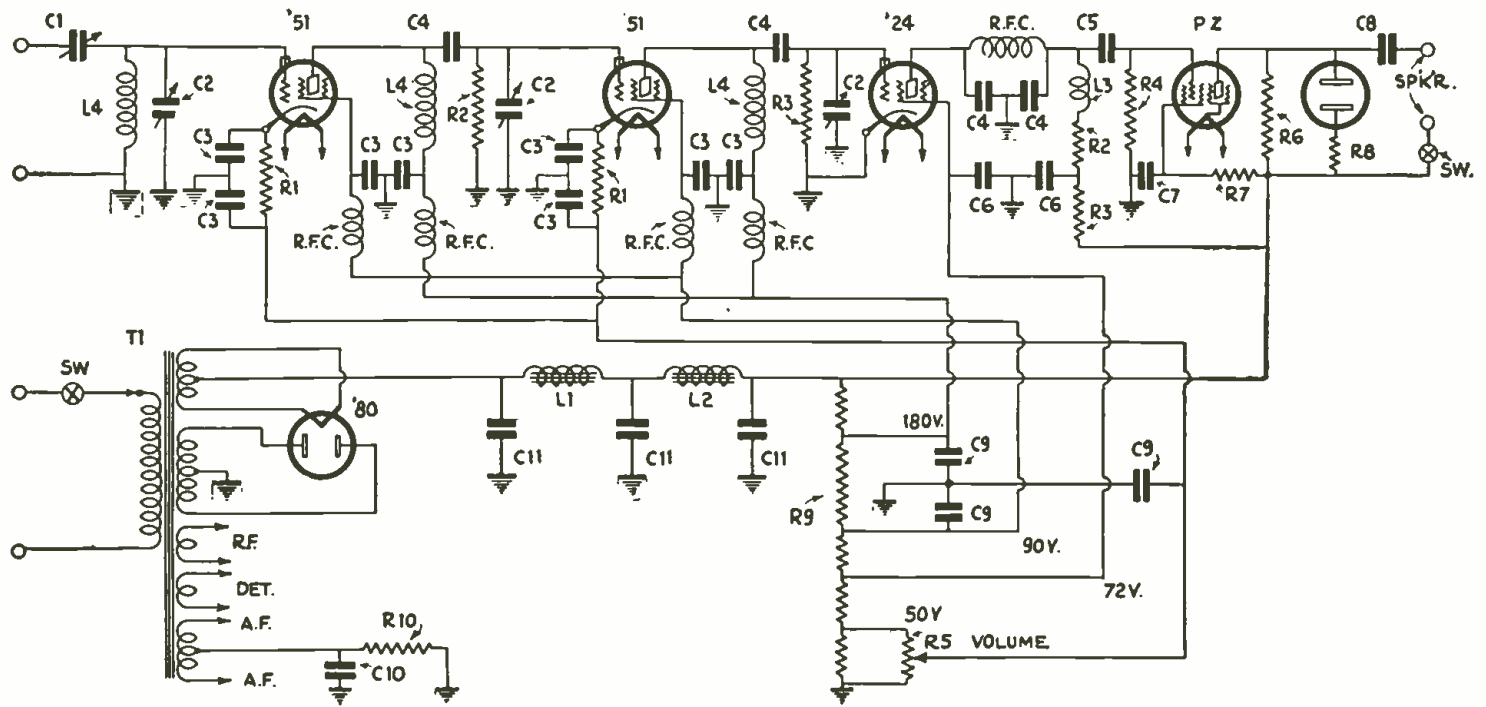 C1
'51
C4
'51
C4
'24
R.F.C.
C5
PZ
C8
L4
C2
L4
R2
C2
L4
R3
C2
C4
C4
L3
R4
R2
R6
R8
SPKR.
SW.
C3
R1
C3
C3
C3
C3
R1
C3
C3
C3
C6
C6
R3
C7
R7
R.F.C.
R.F.C.
R.F.C.
R.F.C
T1
SW
'80
L1
L2
C11
C11
C11
180V.
C9
C9
R9
C9
90V.
72V.
50V
R5 VOLUME
R.F.
DET.
A.F.
R10
C10
A.F.